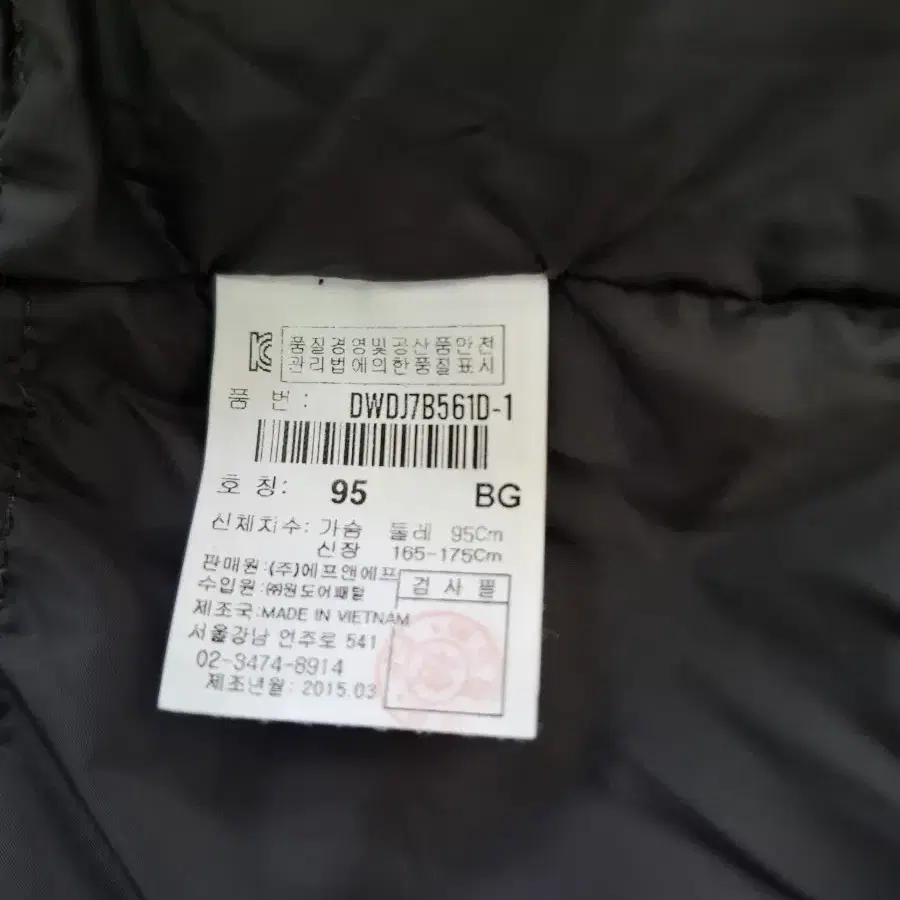 품질경영및공산품안전
관리법에의한품질표시
품 번 : DWDJ7B561D-1
호 칭: 95 BG
신체치수: 가슴 둘레 95Cm
신장 165-175Cm
판매원 :(주)에프앤에프
수입원 :㈜원도어패럴
검 사 필
제조국 :MADE IN VIETNAM
서울강남 언주로 541
02-3474-8914
제조년월: 2015.03